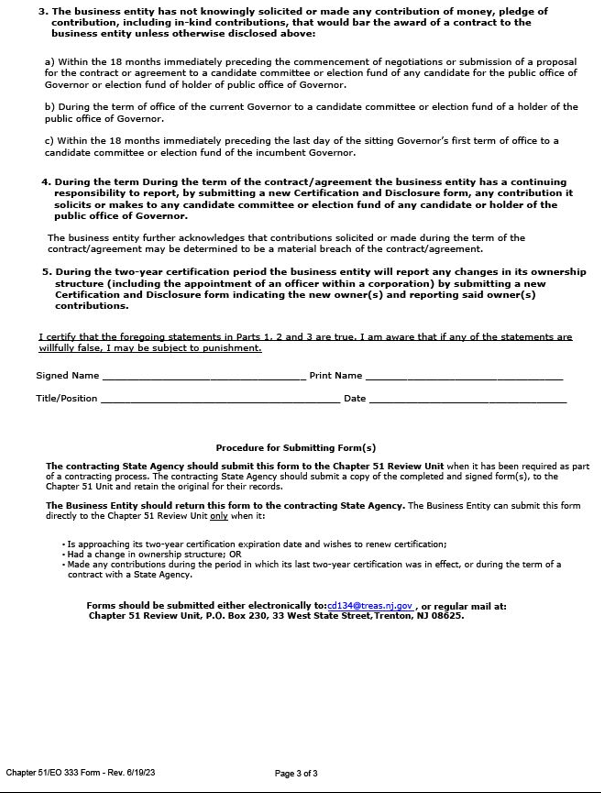 3. The business entity has not knowingly solicited or made any contribution of money, pledge of
contribution, including in-kind contributions, that would bar the award of a contract to the
business entity unless otherwise disclosed above:
a) Within the 18 months immediately preceding the commencement of negotiations or submission of a proposal
for the contract or agreement to a candidate committee or election fund of any candidate for the public office of
Governor or election fund of holder of public office of Governor.
b) During the term of office of the current Governor to a candidate committee or election fund of a holder of the
public office of Governor.
c) Within the 18 months immediately preceding the last day of the sitting Governor's first term of office to a
candidate committee or election fund of the incumbent Governor.
4. During the term During the term of the contract/agreement the business entity has a continuing
responsibility to report, by submitting a new Certification and Disclosure form, any contribution it
solicits or makes to any candidate committee or election fund of any candidate or holder of the
public office of Governor.
The business entity further acknowledges that contributions solicited or made during the term of the
contract/agreement may be determined to be a material breach of the contract/agreement.
5. During the two-year certification period the business entity will report any changes in its ownership
structure (including the appointment of an officer within a corporation) by submitting a new
Certification and Disclosure form indicating the new owner(s) and reporting said owner(s)
contributions.
I certify that the foregoing statements in Parts 1, 2 and 3 are true. I am aware that if any of the statements are
willfully false, I may be subject to punishment.
Signed Name ____________________ Print Name ____________________
Title/Position ____________________ Date ____________________
Procedure for Submitting Form(s)
The contracting State Agency should submit this form to the Chapter 51 Review Unit when it has been required as part
of a contracting process. The contracting State Agency should submit a copy of the completed and signed form(s), to the
Chapter 51 Unit and retain the original for their records.
The Business Entity should return this form to the contracting State Agency. The Business Entity can submit this form
directly to the Chapter 51 Review Unit only when it:
• Is approaching its two-year certification expiration date and wishes to renew certification;
• Had a change in ownership structure; OR
• Made any contributions during the period in which its last two-year certification was in effect, or during the term of a
contract with a State Agency.
Forms should be submitted either electronically to:cd134@treas.nj.gov , or regular mail at:
Chapter 51 Review Unit, P.O. Box 230, 33 West State Street,Trenton, NJ 08625.
Chapter 51/EO 333 Form - Rev. 6/19/23 Page 3 of 3